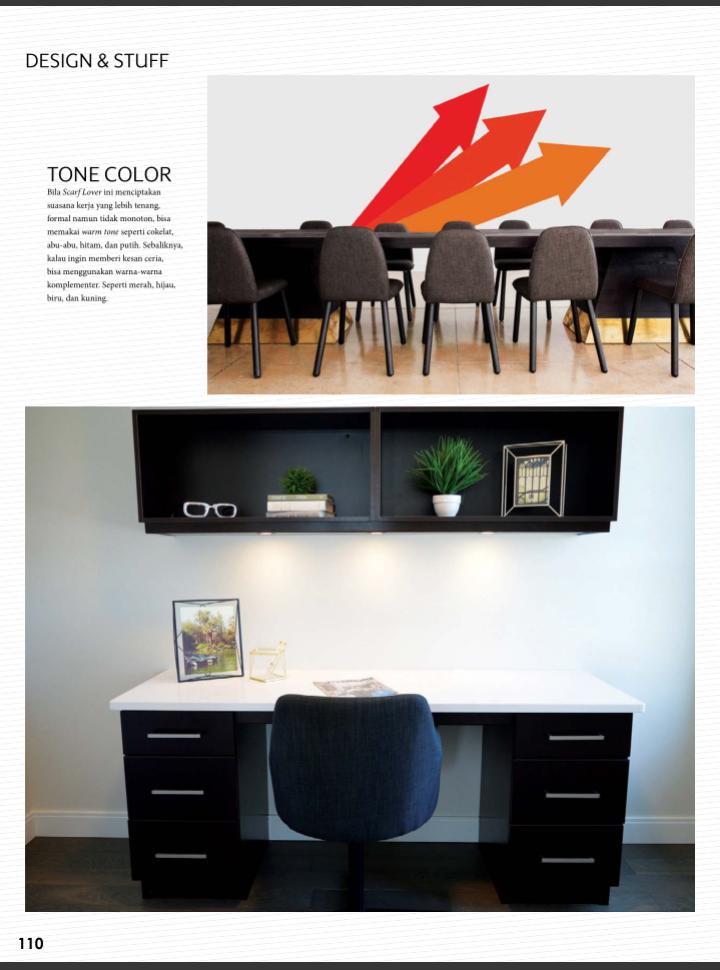 DESIGN & STUFF
TONE COLOR
Bila Scarf Lover ini menciptakan
suasana kerja yang lebih tenang,
formal namun tidak monoton, bisa
memakai warm tone seperti cokelat,
abu-abu, hitam, dan putih. Sebaliknya,
kalau ingin memberi kesan ceria,
bisa menggunakan warna-warna
komplementer. Seperti merah, hijau,
biru, dan kuning.
110